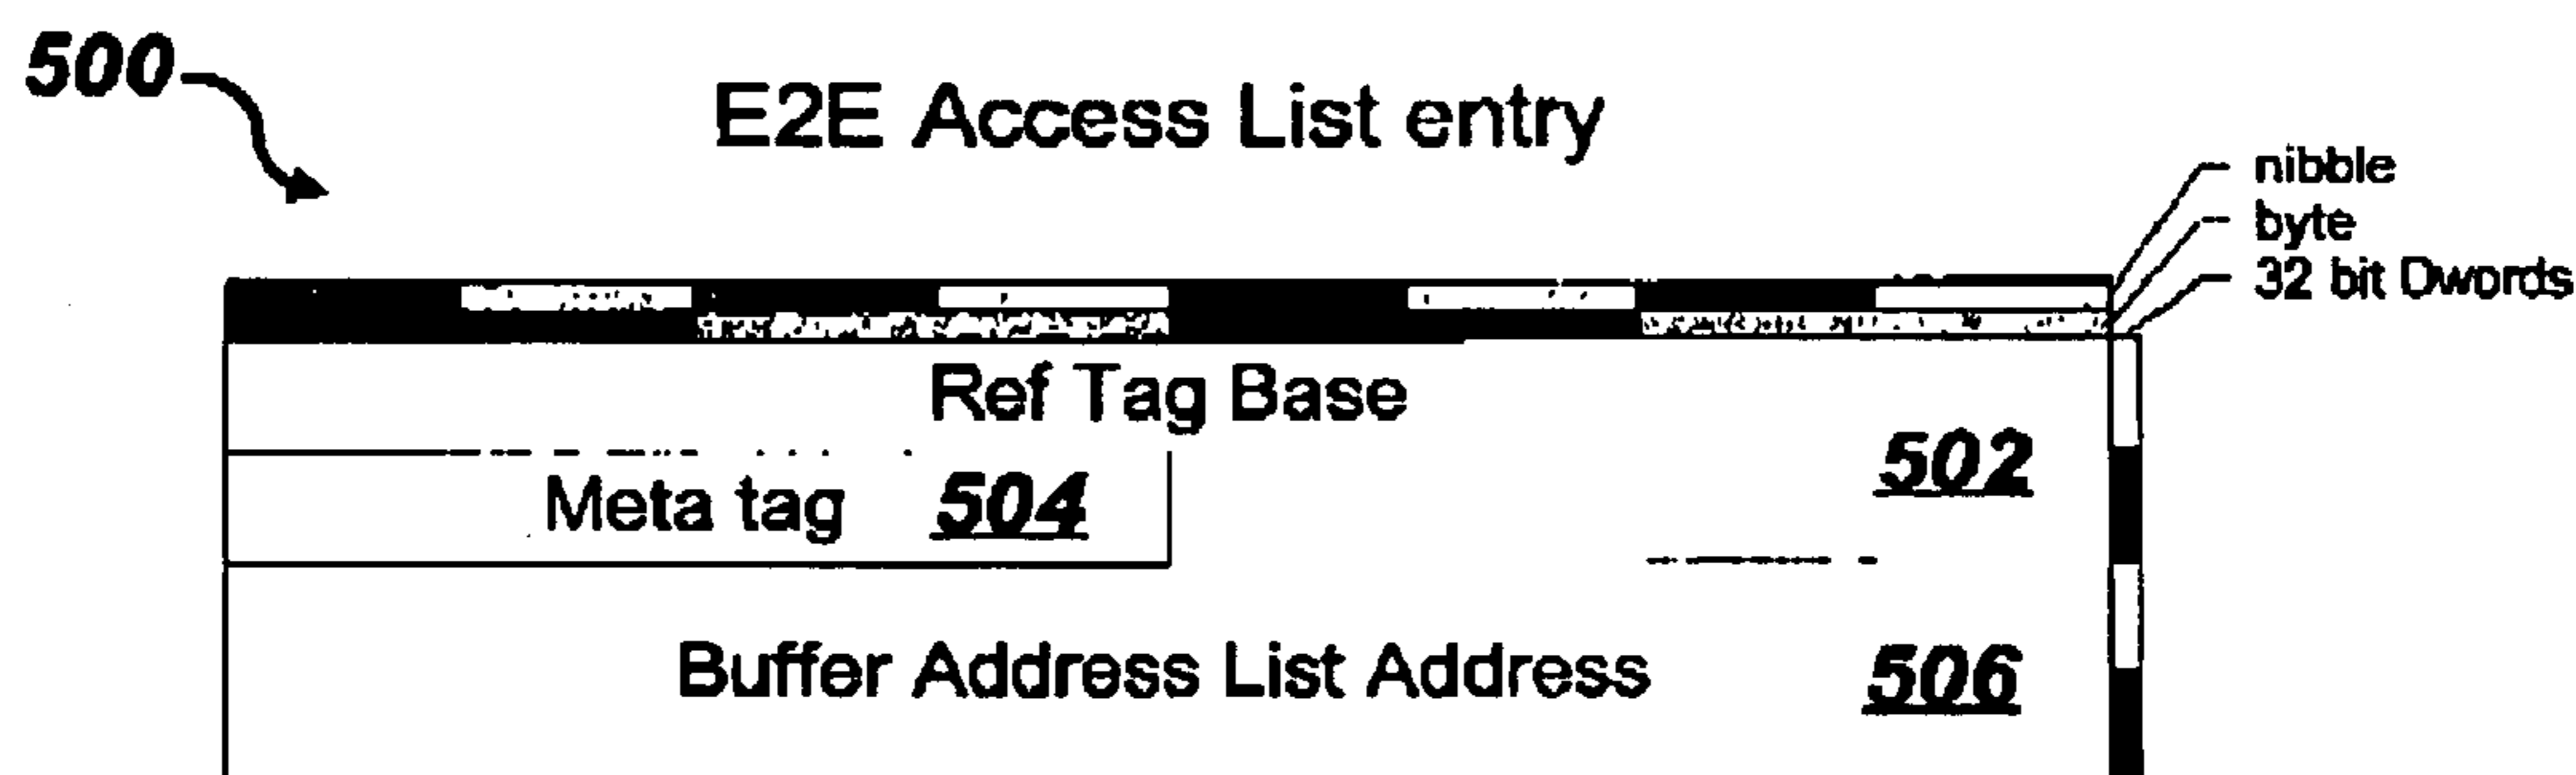 500
E2E Access List entry
nibble
byte
32 bit Dwords
Ref Tag Base
502
Meta tag 504
Buffer Address List Address 506